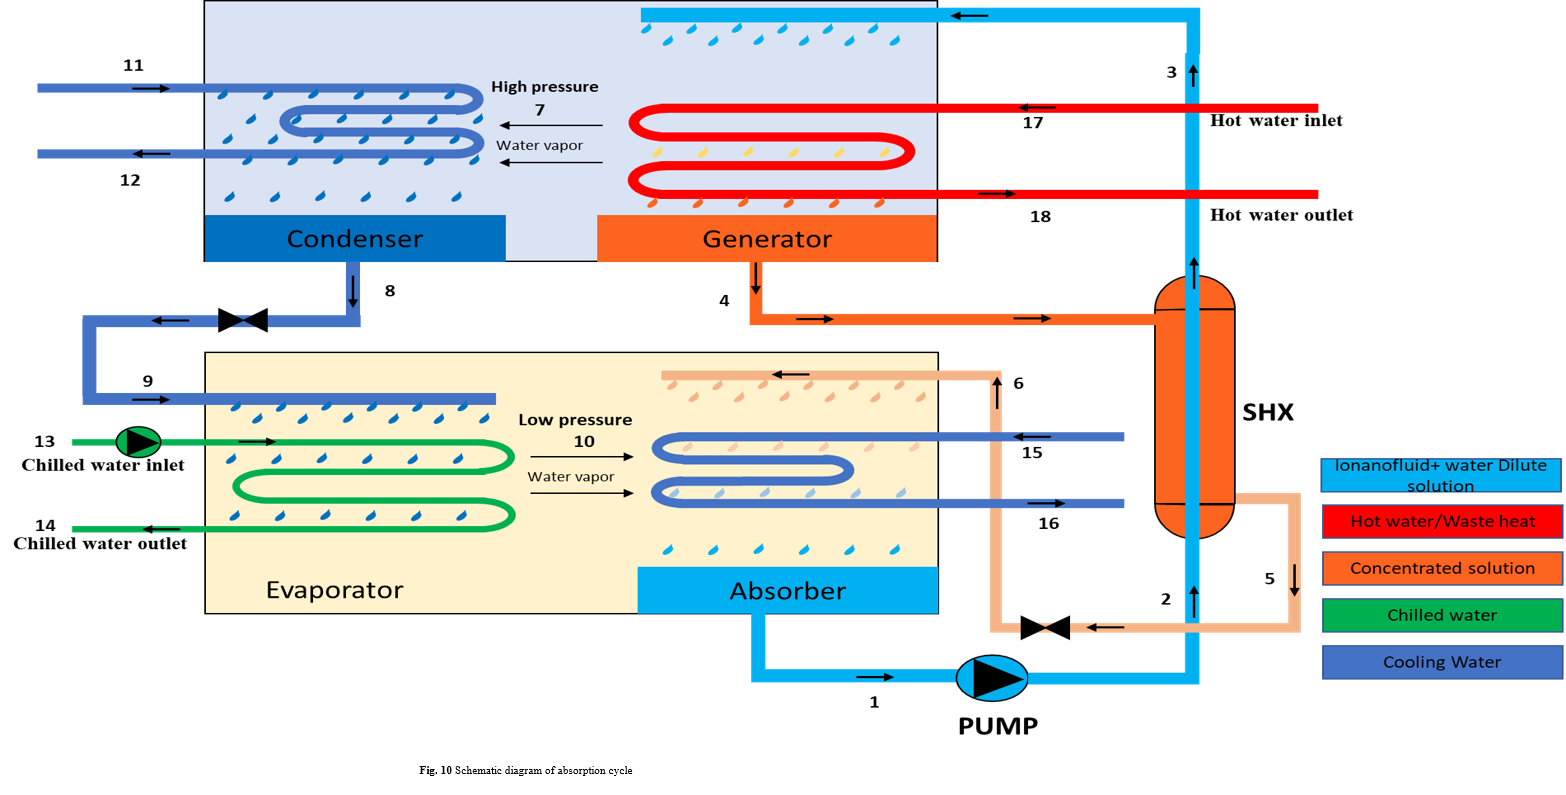 11
3
High pressure
7
17
Hot water inlet
Water vapor
12
18
Hot water outlet
Condenser
Generator
8
4
9
6
SHX
Low pressure
10
13
Chilled water inlet
15
Water vapor
14
Chilled water outlet
16
Ionanofluid+ water Dilute
solution
Hot water/Waste heat
Concentrated solution
Chilled water
Cooling Water
5
2
Evaporator
Absorber
1
PUMP
Fig. 10 Schematic diagram of absorption cycle